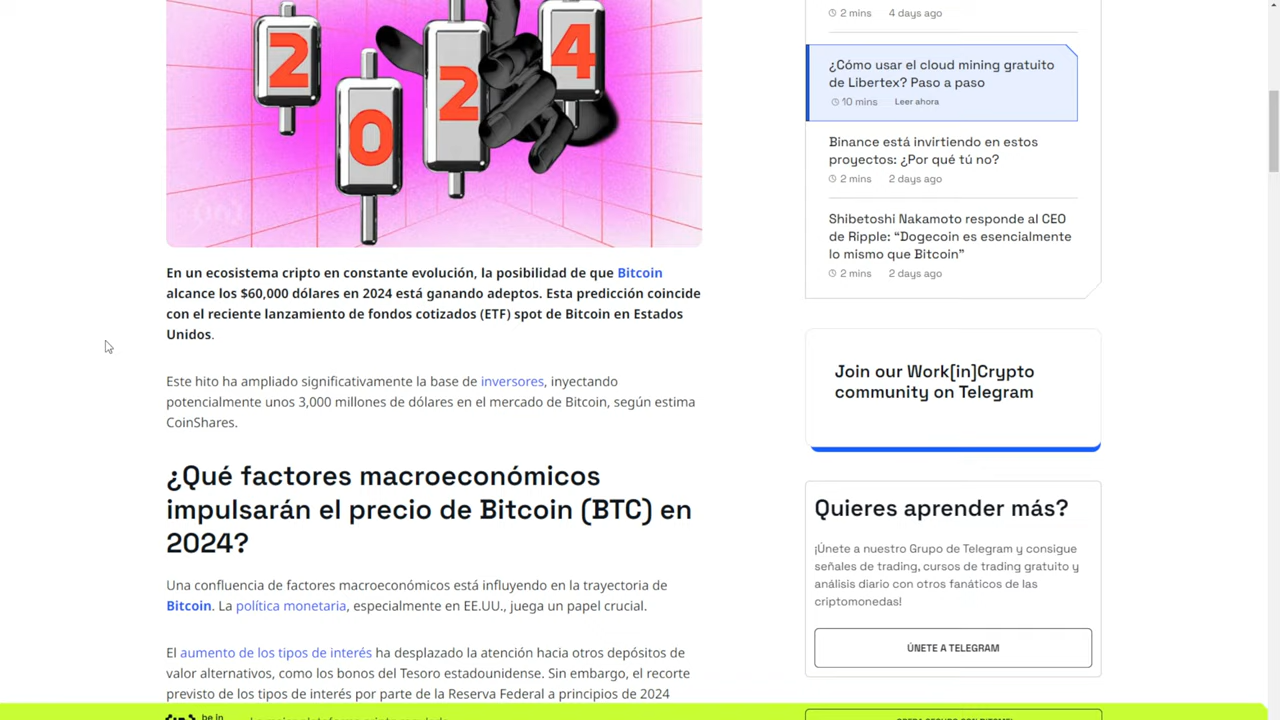 2
0
2
4
En un ecosistema cripto en constante evolución, la posibilidad de que Bitcoin
alcance los $60,000 dólares en 2024 está ganando adeptos. Esta predicción coincide
con el reciente lanzamiento de fondos cotizados (ETF) spot de Bitcoin en Estados
Unidos.
Este hito ha ampliado significativamente la base de inversores, inyectando
potencialmente unos 3,000 millones de dólares en el mercado de Bitcoin, según estima
CoinShares.
¿Qué factores macroeconómicos
impulsarán el precio de Bitcoin (BTC) en
2024?
Una confluencia de factores macroeconómicos está influyendo en la trayectoria de
Bitcoin. La política monetaria, especialmente en EE.UU., juega un papel crucial.
El aumento de los tipos de interés ha desplazado la atención hacia otros depósitos de
valor alternativos, como los bonos del Tesoro estadounidense. Sin embargo, el recorte
previsto de los tipos de interés por parte de la Reserva Federal a principios de 2024
be in
2 mins 4 days ago
¿Cómo usar el cloud mining gratuito
de Libertex? Paso a paso
10 mins Leer ahora
Binance está invirtiendo en estos
proyectos: ¿Por qué tú no?
2 mins 2 days ago
Shibetoshi Nakamoto responde al CEO
de Ripple: “Dogecoin es esencialmente
lo mismo que Bitcoin”
2 mins 2 days ago
Join our Work[in]Crypto
community on Telegram
Quieres aprender más?
¡Únete a nuestro Grupo de Telegram y consigue
señales de trading, cursos de trading gratuito y
análisis diario con otros fanáticos de las
criptomonedas!
ÚNETE A TELEGRAM